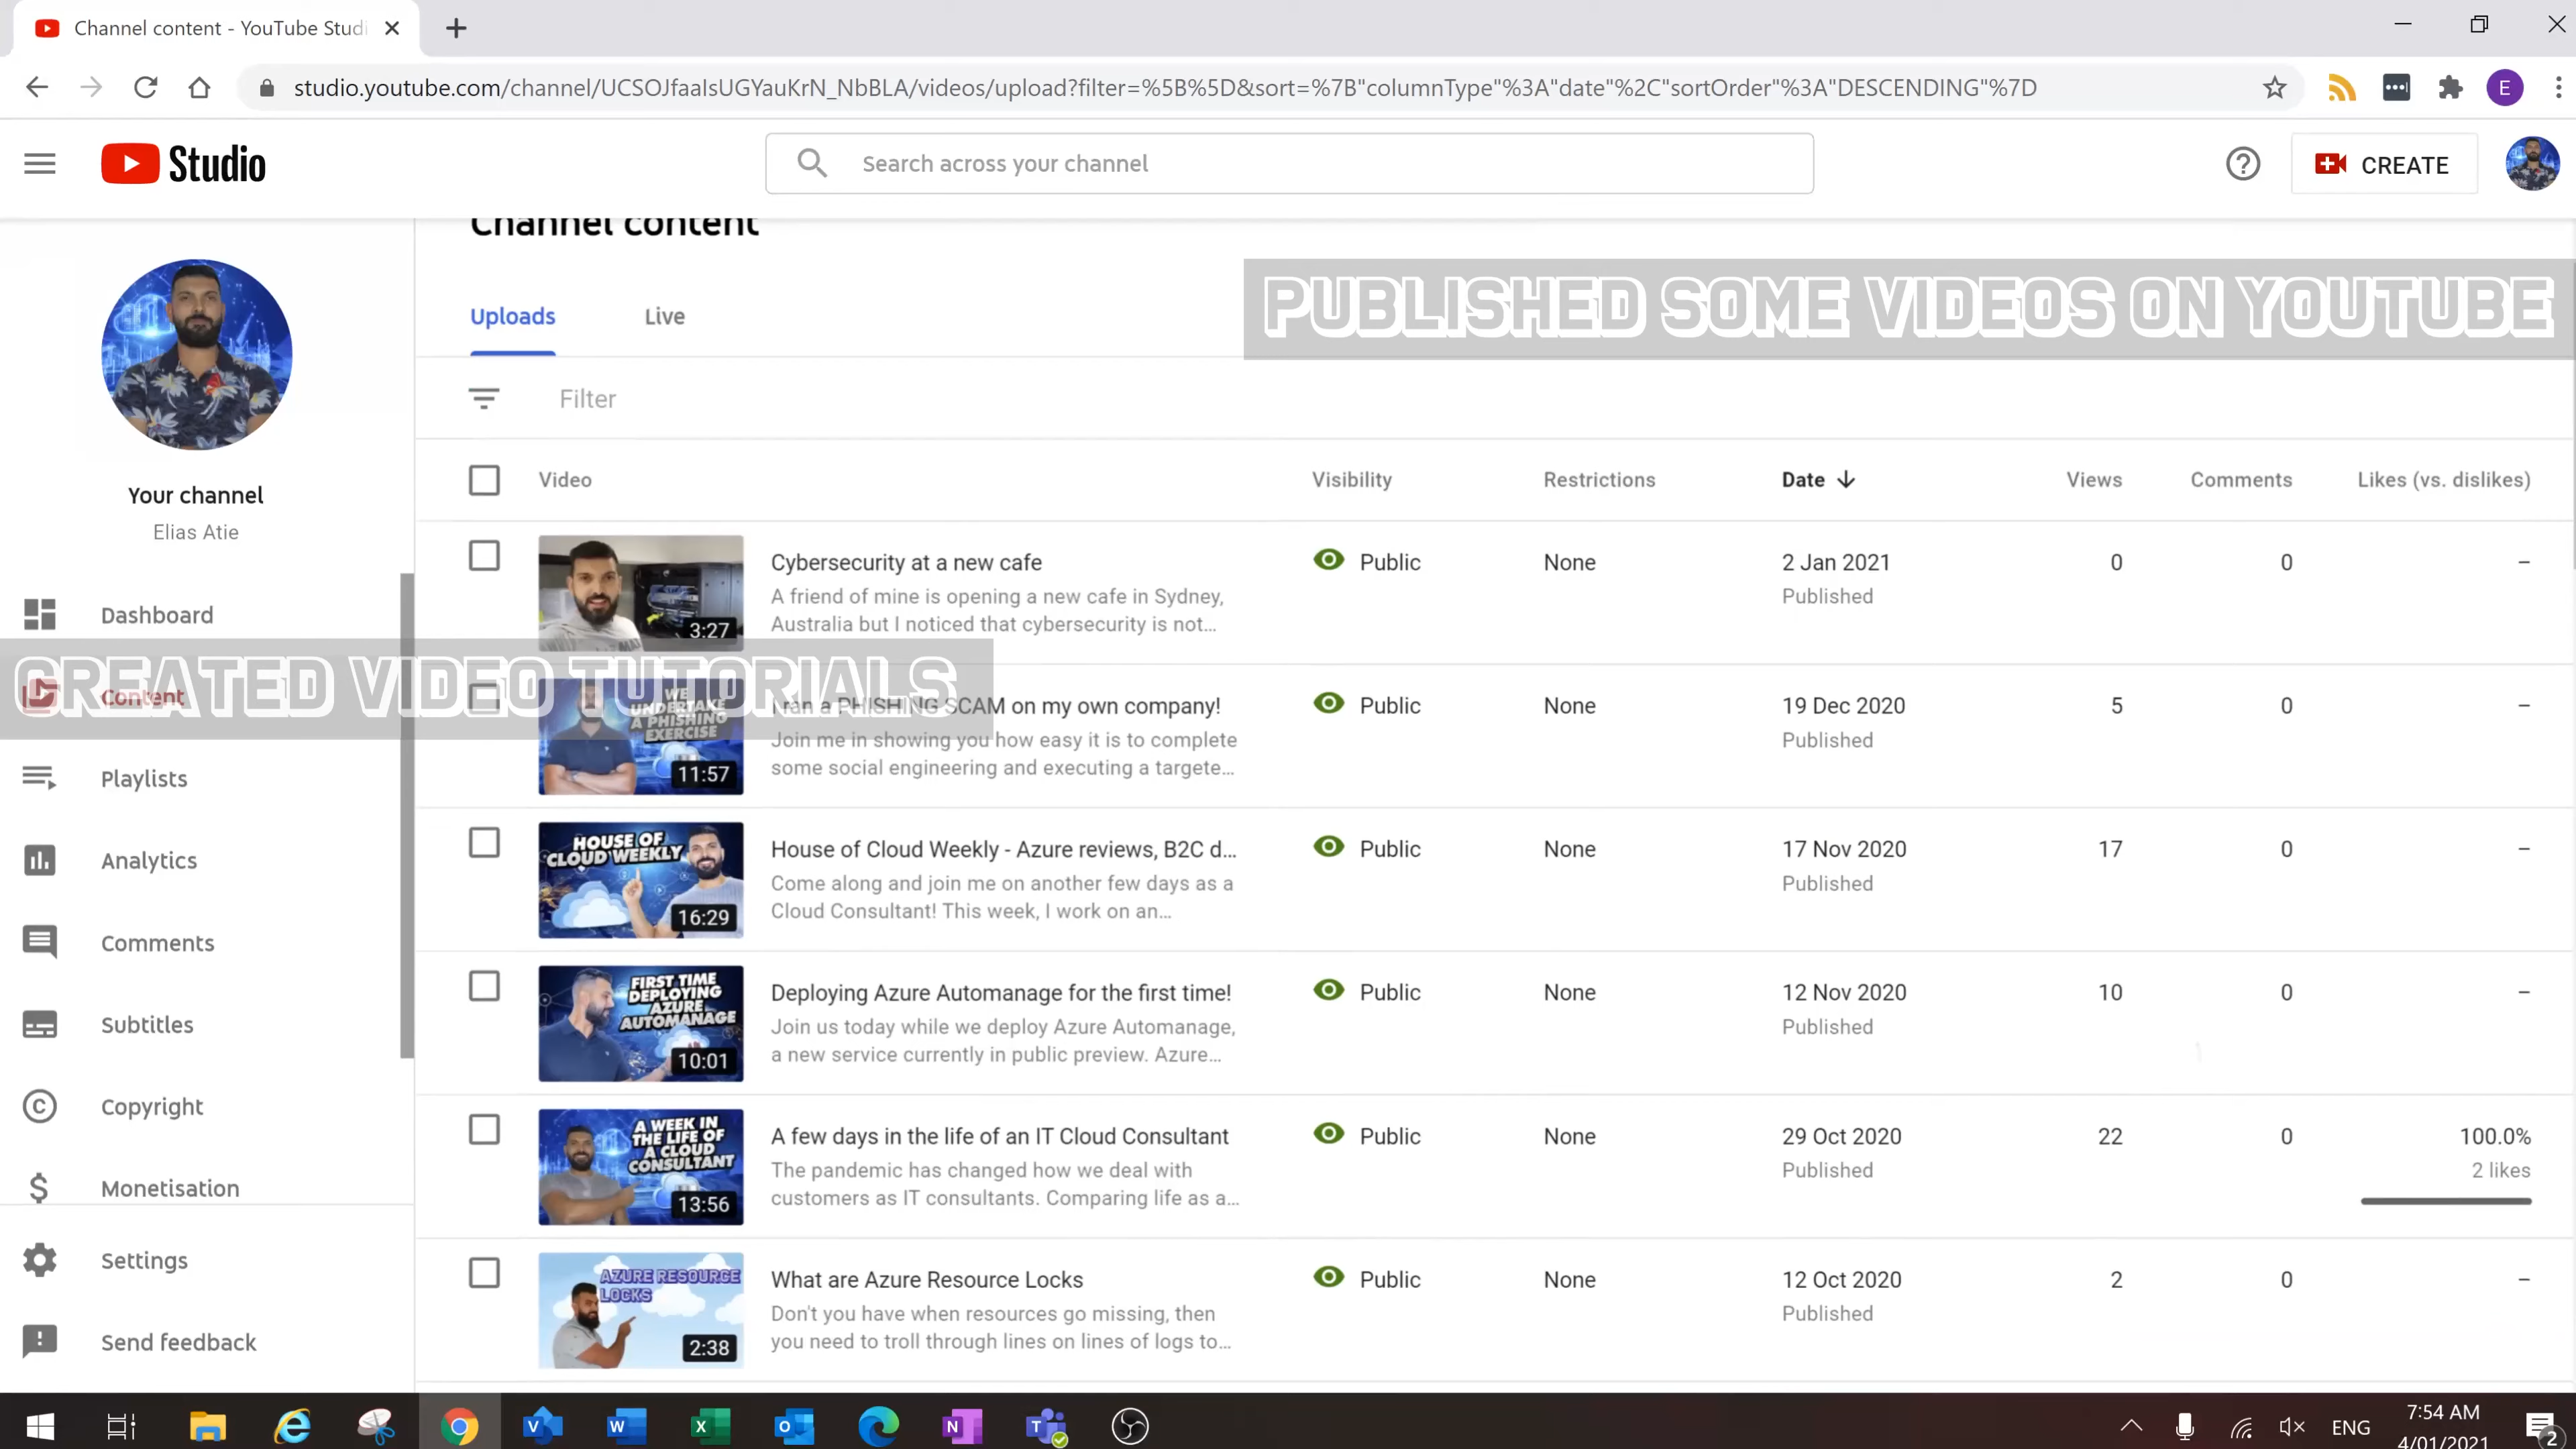 Channel content - YouTube Studi
studio.youtube.com/channel/UCSOJfaalsUGYauKrN_NbBLA/videos/upload?filter=%5B%5D&sort=%7B"columnType"%3A"date"%2C"sortOrder"%3A"DESCENDING"%7D
E
Studio
Search across your channel
CREATE
Channel content
Uploads Live
PUBLISHED SOME VIDEOS ON YOUTUBE
Filter
Your channel
Elias Atie
Video Visibility Restrictions Date Views Comments Likes (vs. dislikes)
Cybersecurity at a new cafe Public None 2 Jan 2021 0 0 –
A friend of mine is opening a new cafe in Sydney, Published
Australia but I noticed that cybersecurity is not...
3:27
Dashboard
CREATED VIDEO TUTORIALS
Content
WE UNDERTAKE A PHISHING EXERCISE
11:57
I ran a PHISHING SCAM on my own company! Public None 19 Dec 2020 5 0 –
Join me in showing you how easy it is to complete Published
some social engineering and executing a targete...
Playlists
HOUSE OF CLOUD WEEKLY
16:29
House of Cloud Weekly - Azure reviews, B2C d... Public None 17 Nov 2020 17 0 –
Come along and join me on another few days as a Published
Cloud Consultant! This week, I work on an...
Analytics
Comments
FIRST TIME DEPLOYING AZURE AUTOMANAGE
10:01
Deploying Azure Automanage for the first time! Public None 12 Nov 2020 10 0 –
Join us today while we deploy Azure Automanage, Published
a new service currently in public preview. Azure...
Subtitles
Copyright
A WEEK IN THE LIFE OF A CLOUD CONSULTANT
13:56
A few days in the life of an IT Cloud Consultant Public None 29 Oct 2020 22 0 100.0%
The pandemic has changed how we deal with Published 2 likes
customers as IT consultants. Comparing life as a...
Monetisation
Settings
AZURE RESOURCE LOCKS
2:38
What are Azure Resource Locks Public None 12 Oct 2020 2 0 –
Don't you have when resources go missing, then Published
you need to troll through lines on lines of logs to...
Send feedback
ENG
7:54 AM
4/01/2021
2